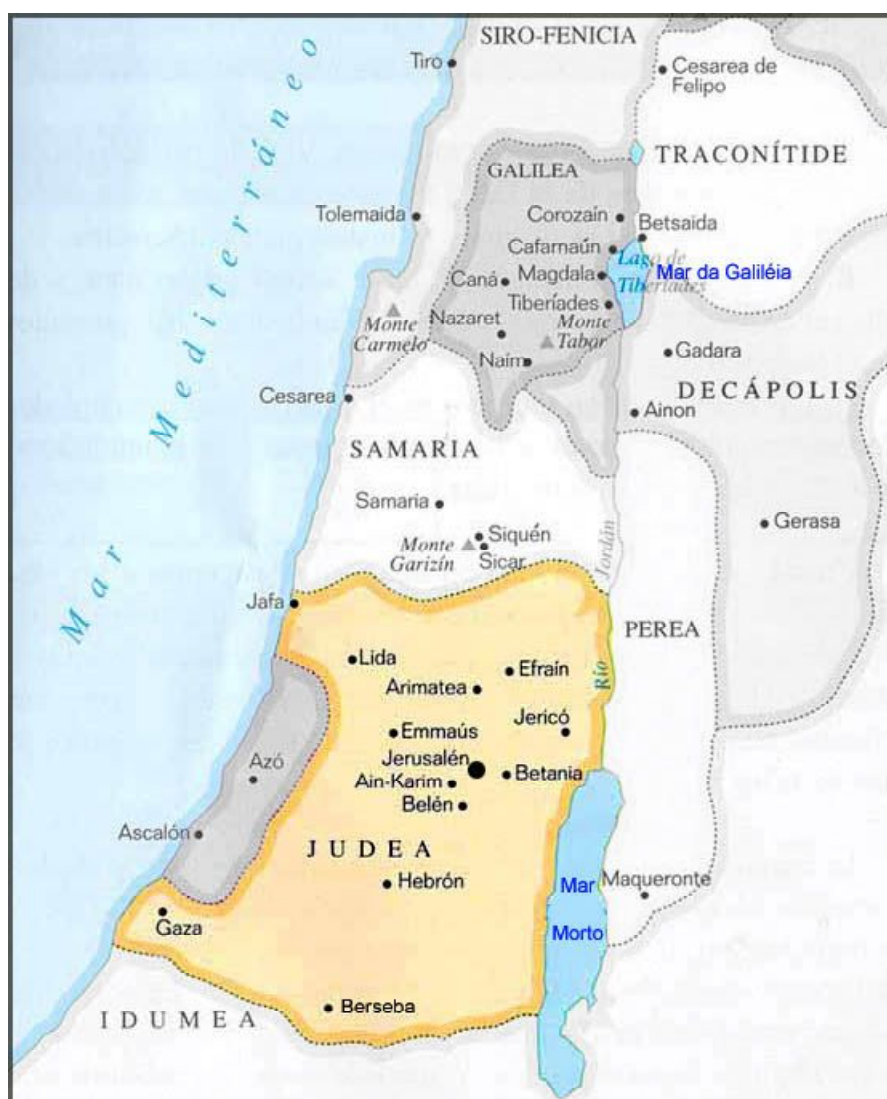 SIRO-FENICIA
Tiro
Cesarea de
Felipo
TRACONÍTIDE
GALILEA
Mar Mediterráneo
Tolemaida
Corozaín
Betsaida
Cafarnaún
Lago de
Tiberíades
Mar da Galiléia
Caná
Magdala
Tiberíades
Nazaret
Monte
Carmelo
Monte
Tabor
Naím
Gadara
Cesarea
DECÁPOLIS
Ainon
SAMARIA
Samaria
Gerasa
Siquén
Monte
Garizín
Sicar
Río Jordán
Jafa
PEREA
Lida
Efraín
Arimatea
Jericó
Emmaús
Jerusalén
Azó
Betania
Ain-Karim
Belén
Ascalón
JUDEA
Hebrón
Mar
Morto
Maqueronte
Gaza
Berseba
IDUMEA